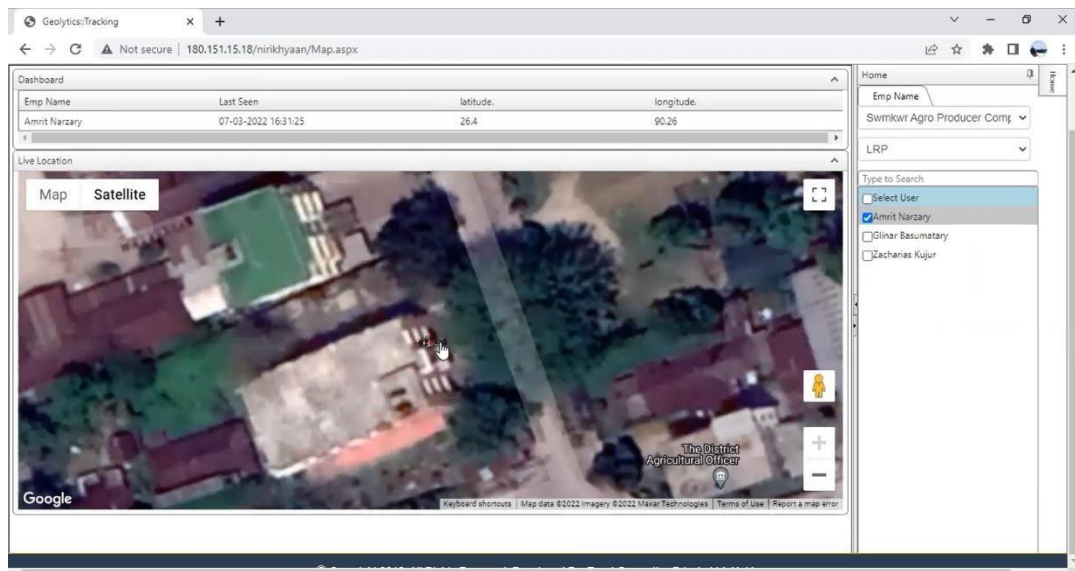 Geolytics::Tracking
Not secure | 180.151.15.18/nirikhyaan/Map.aspx
Dashboard
Emp Name Last Seen latitude. longitude.
Amrit Narzary 07-03-2022 16:31:25 26.4 90.26
Live Location
Map Satellite
The District
Agricultural Officer
Google
Keyboard shortcuts Map data ©2022 Imagery ©2022 Maxar Technologies Terms of Use Report a map error
Home
Home
Emp Name
Swmkwr Agro Producer Comp
LRP
Type to Search
Select User
Amrit Narzary
Glinar Basumatary
Zacharias Kujur